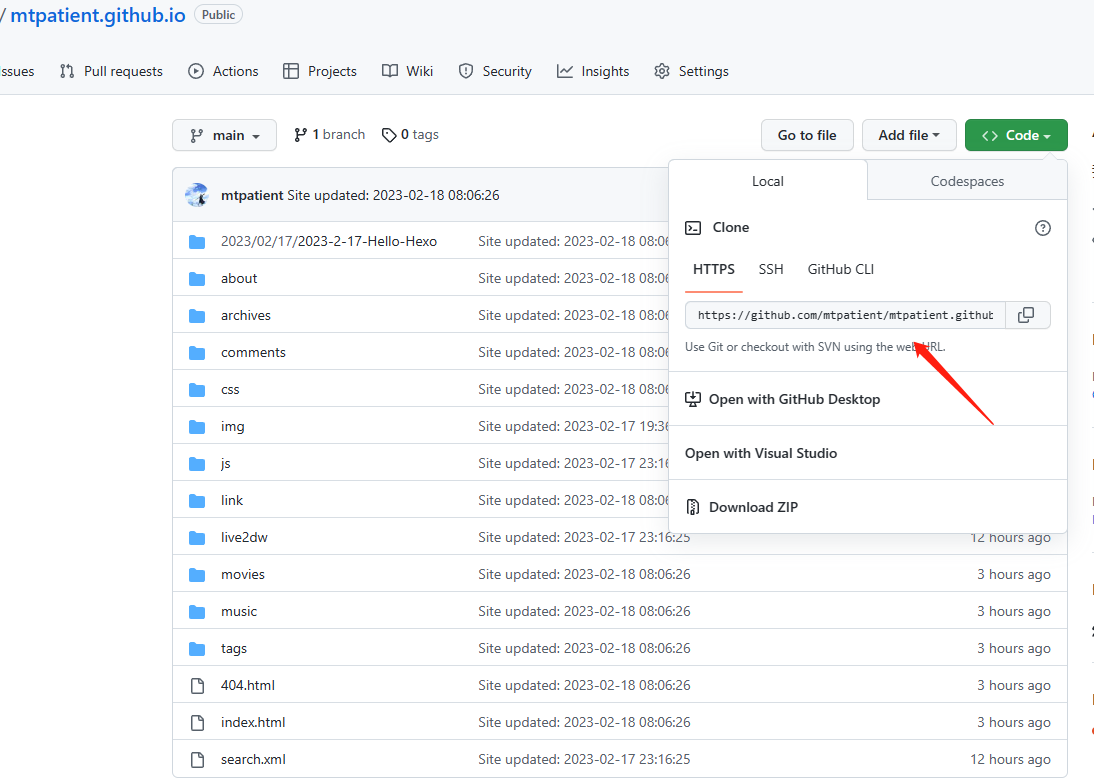 / mtpatient.github.io Public
Issues Pull requests Actions Projects Wiki Security Insights Settings
main 1 branch 0 tags Go to file Add file Code
mtpatient Site updated: 2023-02-18 08:06:26
2023/02/17/2023-2-17-Hello-Hexo Site updated: 2023-02-18 08:06
about Site updated: 2023-02-18 08:06
archives Site updated: 2023-02-18 08:06
comments Site updated: 2023-02-18 08:06
css Site updated: 2023-02-18 08:06
img Site updated: 2023-02-17 19:36
js Site updated: 2023-02-17 23:16
link Site updated: 2023-02-18 08:06
live2dw Site updated: 2023-02-17 23:16:25 12 hours ago
movies Site updated: 2023-02-18 08:06:26 3 hours ago
music Site updated: 2023-02-18 08:06:26 3 hours ago
tags Site updated: 2023-02-18 08:06:26 3 hours ago
404.html Site updated: 2023-02-18 08:06:26 3 hours ago
index.html Site updated: 2023-02-18 08:06:26 3 hours ago
search.xml Site updated: 2023-02-17 23:16:25 12 hours ago
Local Codespaces
Clone
HTTPS SSH GitHub CLI
https://github.com/mtpatient/mtpatient.github
Use Git or checkout with SVN using the web URL.
Open with GitHub Desktop
Open with Visual Studio
Download ZIP